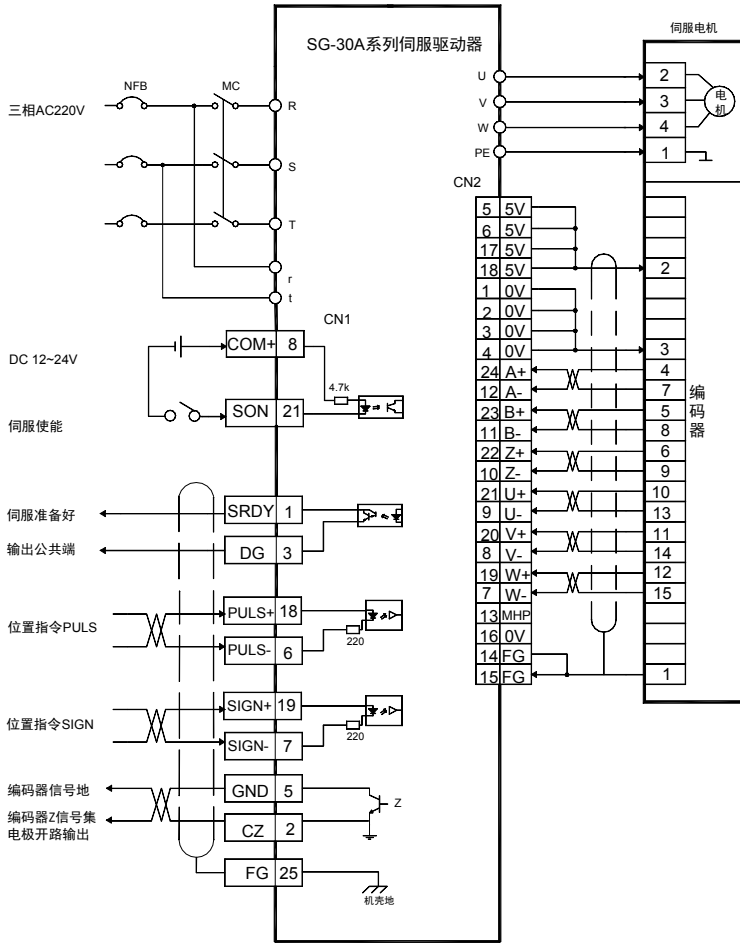 SG-30A系列伺服驱动器
伺服电机
NFB
MC
三相AC220V
R
S
T
r
t
U
V
W
PE
2
3
4
1
电机
CN2
5 5V
6 5V
17 5V
18 5V
1 0V
2 0V
3 0V
4 0V
24 A+
12 A-
23 B+
11 B-
22 Z+
10 Z-
21 U+
9 U-
20 V+
8 V-
19 W+
7 W-
13 MHP
16 0V
14 FG
15 FG
2
3
4
7
5
8
6
9
10
13
11
14
12
15
1
编码器
CN1
DC 12~24V
COM+ 8
4.7k
伺服使能
SON 21
伺服准备好
SRDY 1
输出公共端
DG 3
位置指令PULS
PULS+ 18
PULS- 6
220
位置指令SIGN
SIGN+ 19
SIGN- 7
220
编码器信号地
GND 5
Z
编码器Z信号集
电极开路输出
CZ 2
FG 25
机壳地